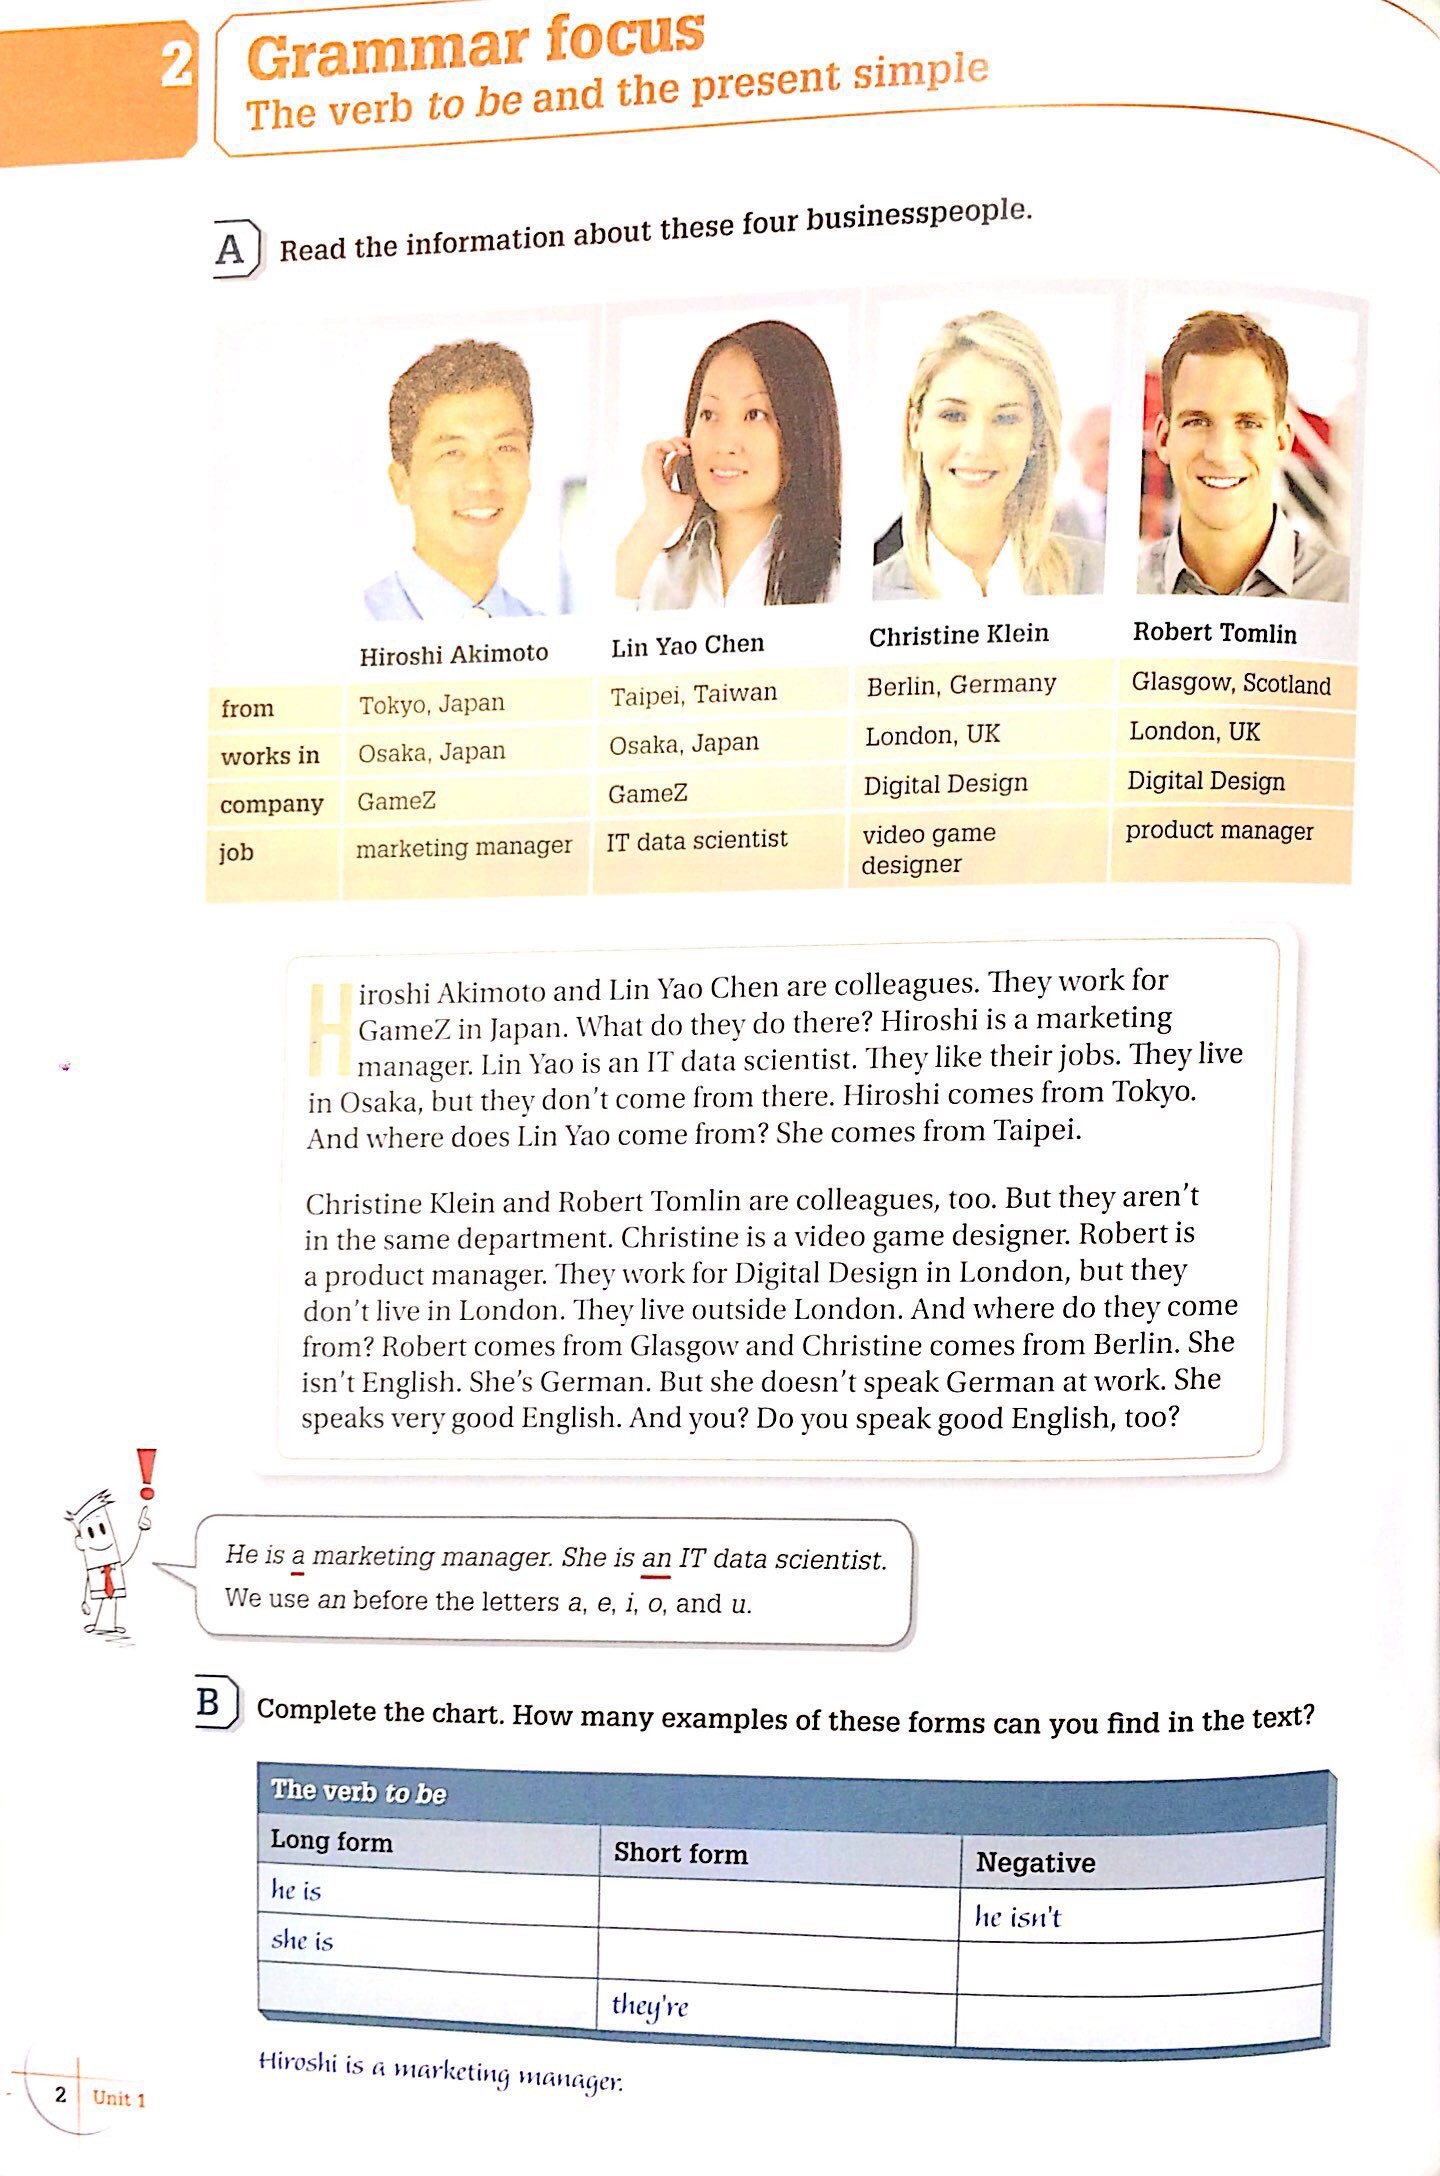 2
Grammar focus
The verb to be and the present simple
A
Read the information about these four businesspeople.
Hiroshi Akimoto Lin Yao Chen Christine Klein Robert Tomlin
from Tokyo, Japan Taipei, Taiwan Berlin, Germany Glasgow, Scotland
works in Osaka, Japan Osaka, Japan London, UK London, UK
company GameZ GameZ Digital Design Digital Design
job marketing manager IT data scientist video game product manager
designer
Hiroshi Akimoto and Lin Yao Chen are colleagues. They work for
GameZ in Japan. What do they do there? Hiroshi is a marketing
manager. Lin Yao is an IT data scientist. They like their jobs. They live
in Osaka, but they don't come from there. Hiroshi comes from Tokyo.
And where does Lin Yao come from? She comes from Taipei.
Christine Klein and Robert Tomlin are colleagues, too. But they aren't
in the same department. Christine is a video game designer. Robert is
a product manager. They work for Digital Design in London, but they
don't live in London. They live outside London. And where do they come
from? Robert comes from Glasgow and Christine comes from Berlin. She
isn't English. She's German. But she doesn't speak German at work. She
speaks very good English. And you? Do you speak good English, too?
!
He is a marketing manager. She is an IT data scientist.
We use an before the letters a, e, i, o, and u.
B
Complete the chart. How many examples of these forms can you find in the text?
The verb to be
Long form Short form Negative
he is he isn't
she is
they're
Hiroshi is a marketing manager.
2 Unit 1